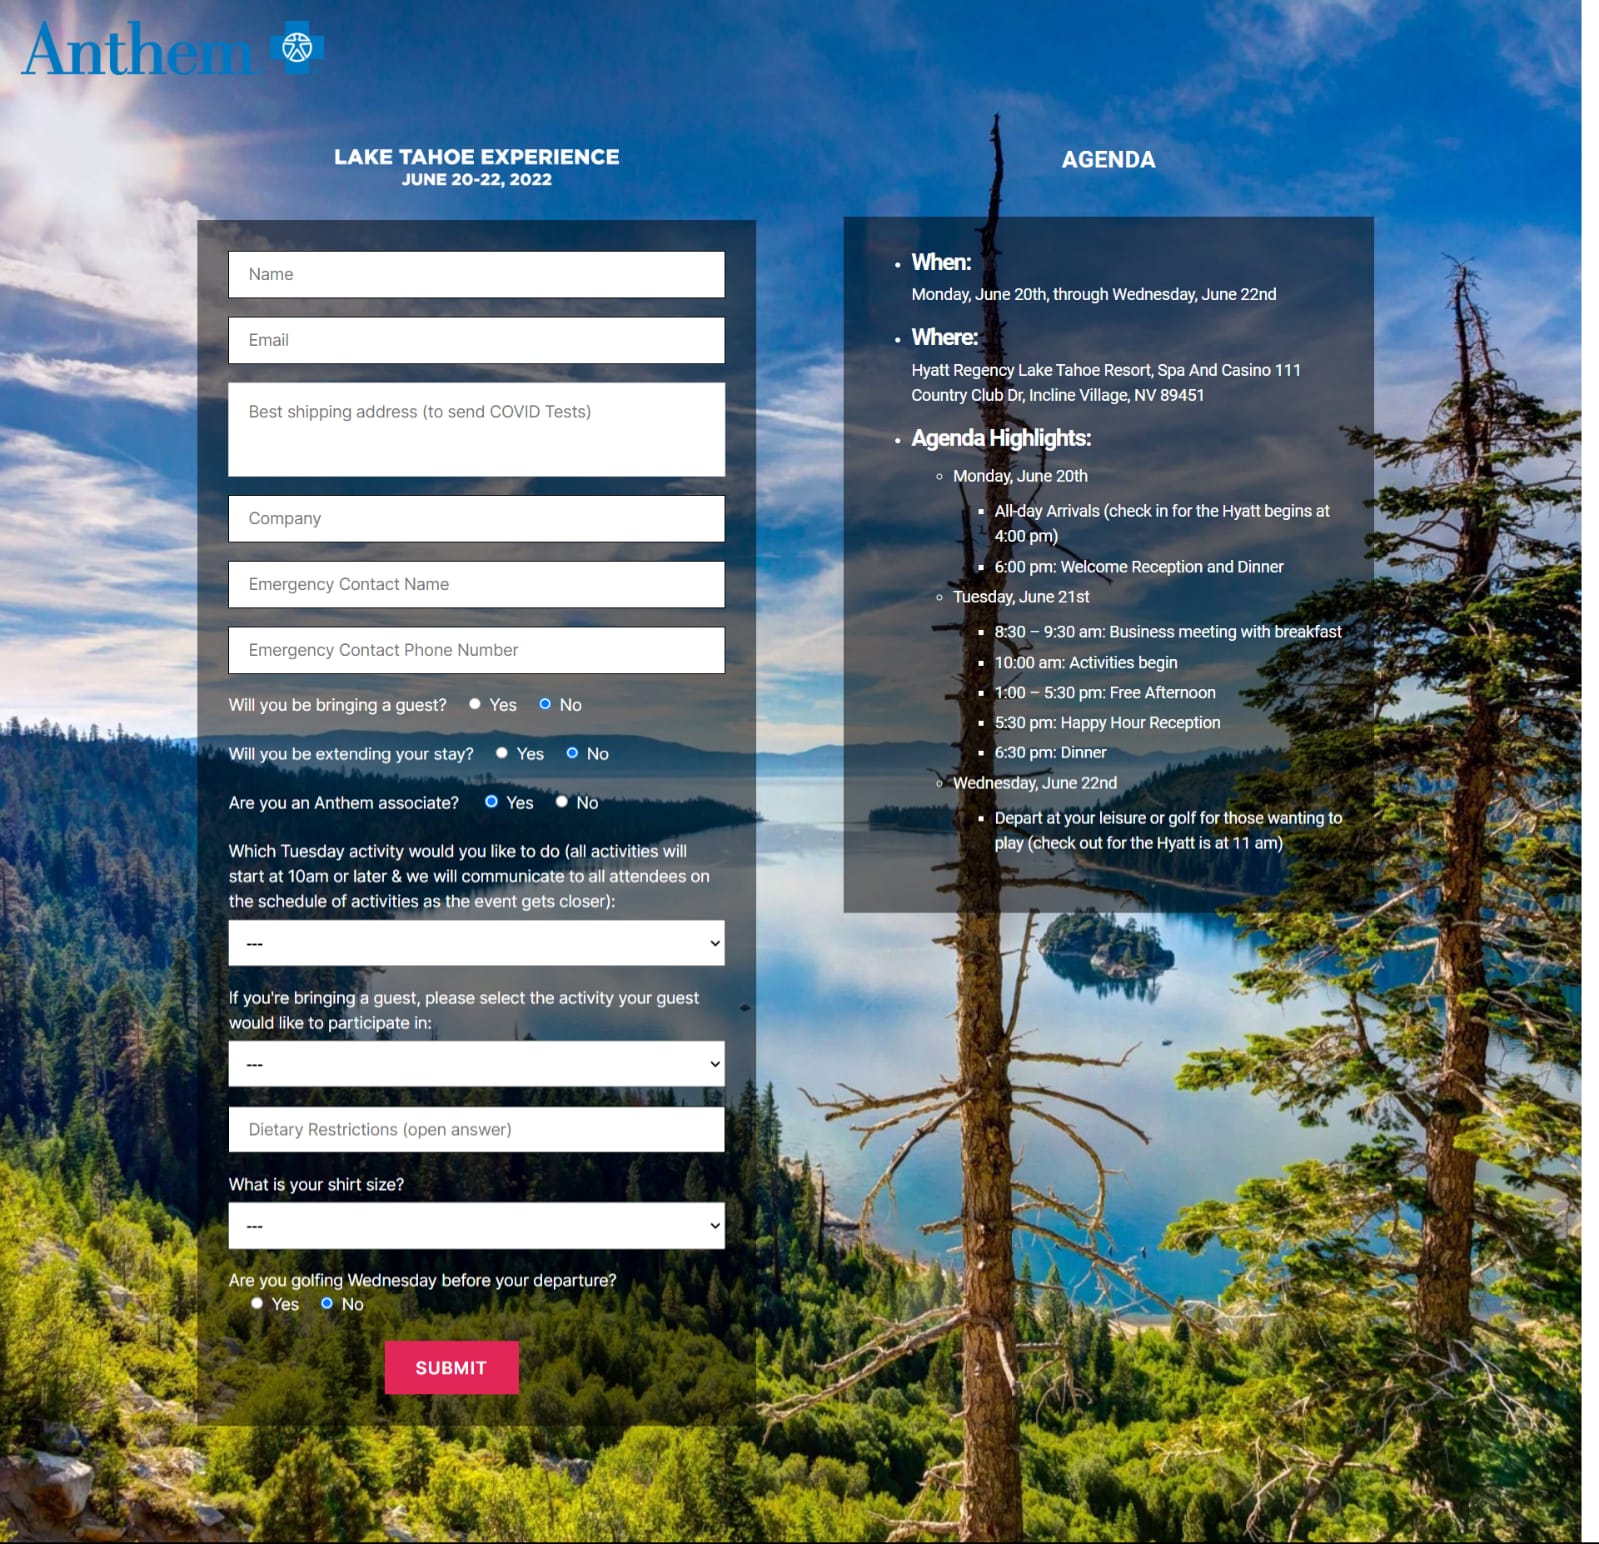 Anthem
LAKE TAHOE EXPERIENCE
JUNE 20-22, 2022
Name
Email
Best shipping address (to send COVID Tests)
Company
Emergency Contact Name
Emergency Contact Phone Number
Will you be bringing a guest? Yes No
Will you be extending your stay? Yes No
Are you an Anthem associate? Yes No
Which Tuesday activity would you like to do (all activities will
start at 10am or later & we will communicate to all attendees on
the schedule of activities as the event gets closer):
---
If you're bringing a guest, please select the activity your guest
would like to participate in:
---
Dietary Restrictions (open answer)
What is your shirt size?
---
Are you golfing Wednesday before your departure?
Yes No
SUBMIT
AGENDA
• When:
Monday, June 20th, through Wednesday, June 22nd
• Where:
Hyatt Regency Lake Tahoe Resort, Spa And Casino 111
Country Club Dr, Incline Village, NV 89451
• Agenda Highlights:
◦ Monday, June 20th
▪ All-day Arrivals (check in for the Hyatt begins at
4:00 pm)
▪ 6:00 pm: Welcome Reception and Dinner
◦ Tuesday, June 21st
▪ 8:30 – 9:30 am: Business meeting with breakfast
▪ 10:00 am: Activities begin
▪ 1:00 – 5:30 pm: Free Afternoon
▪ 5:30 pm: Happy Hour Reception
▪ 6:30 pm: Dinner
◦ Wednesday, June 22nd
▪ Depart at your leisure or golf for those wanting to
play (check out for the Hyatt is at 11 am)